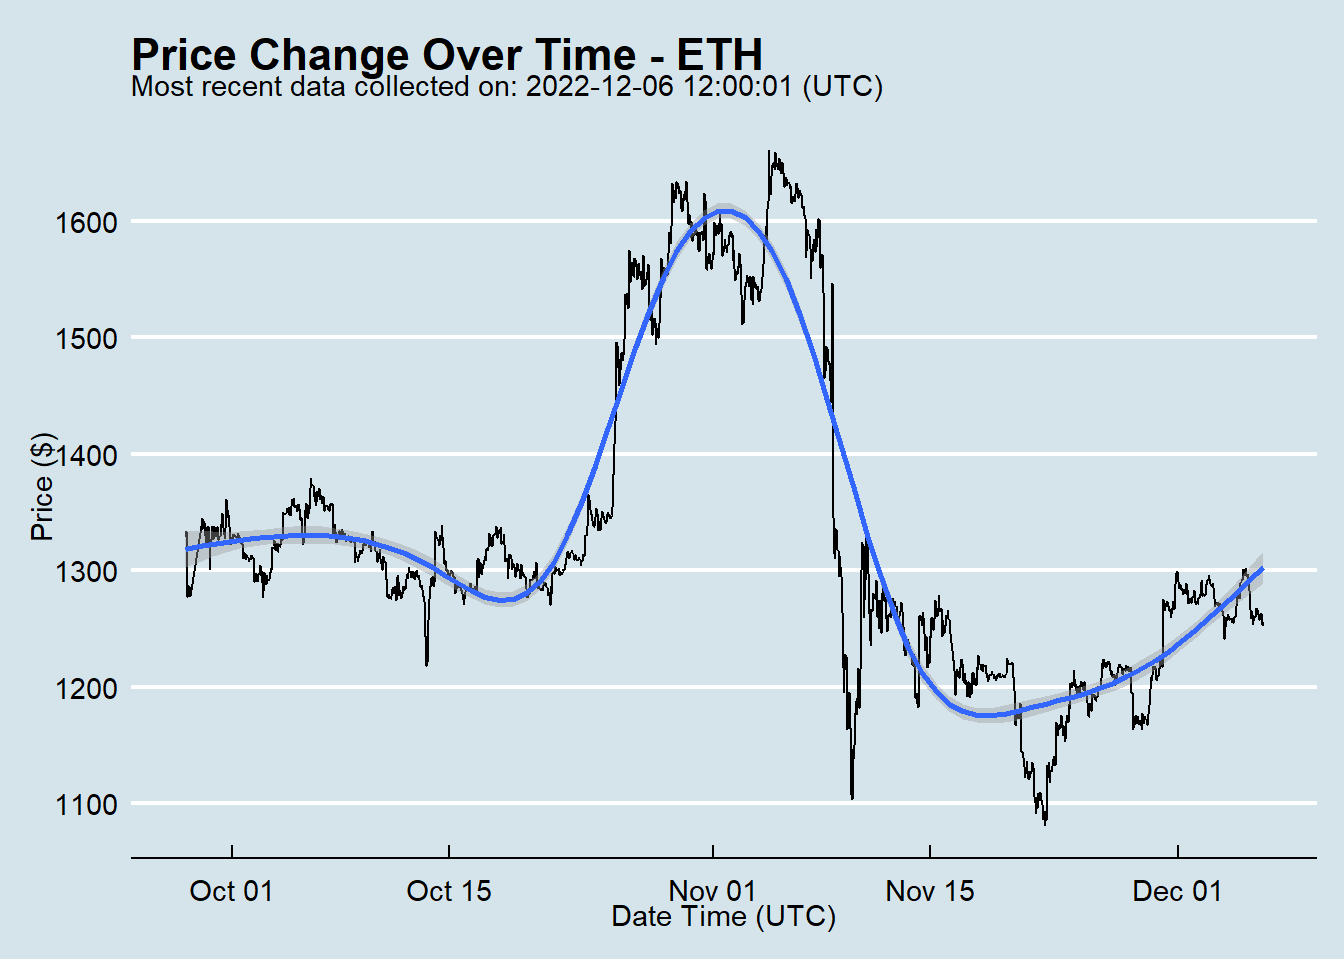 Price Change Over Time - ETH
Most recent data collected on: 2022-12-06 12:00:01 (UTC)
1600
1500
1400
1300
1200
1100
Price ($)
Oct 01 Oct 15 Nov 01 Nov 15 Dec 01
Date Time (UTC)